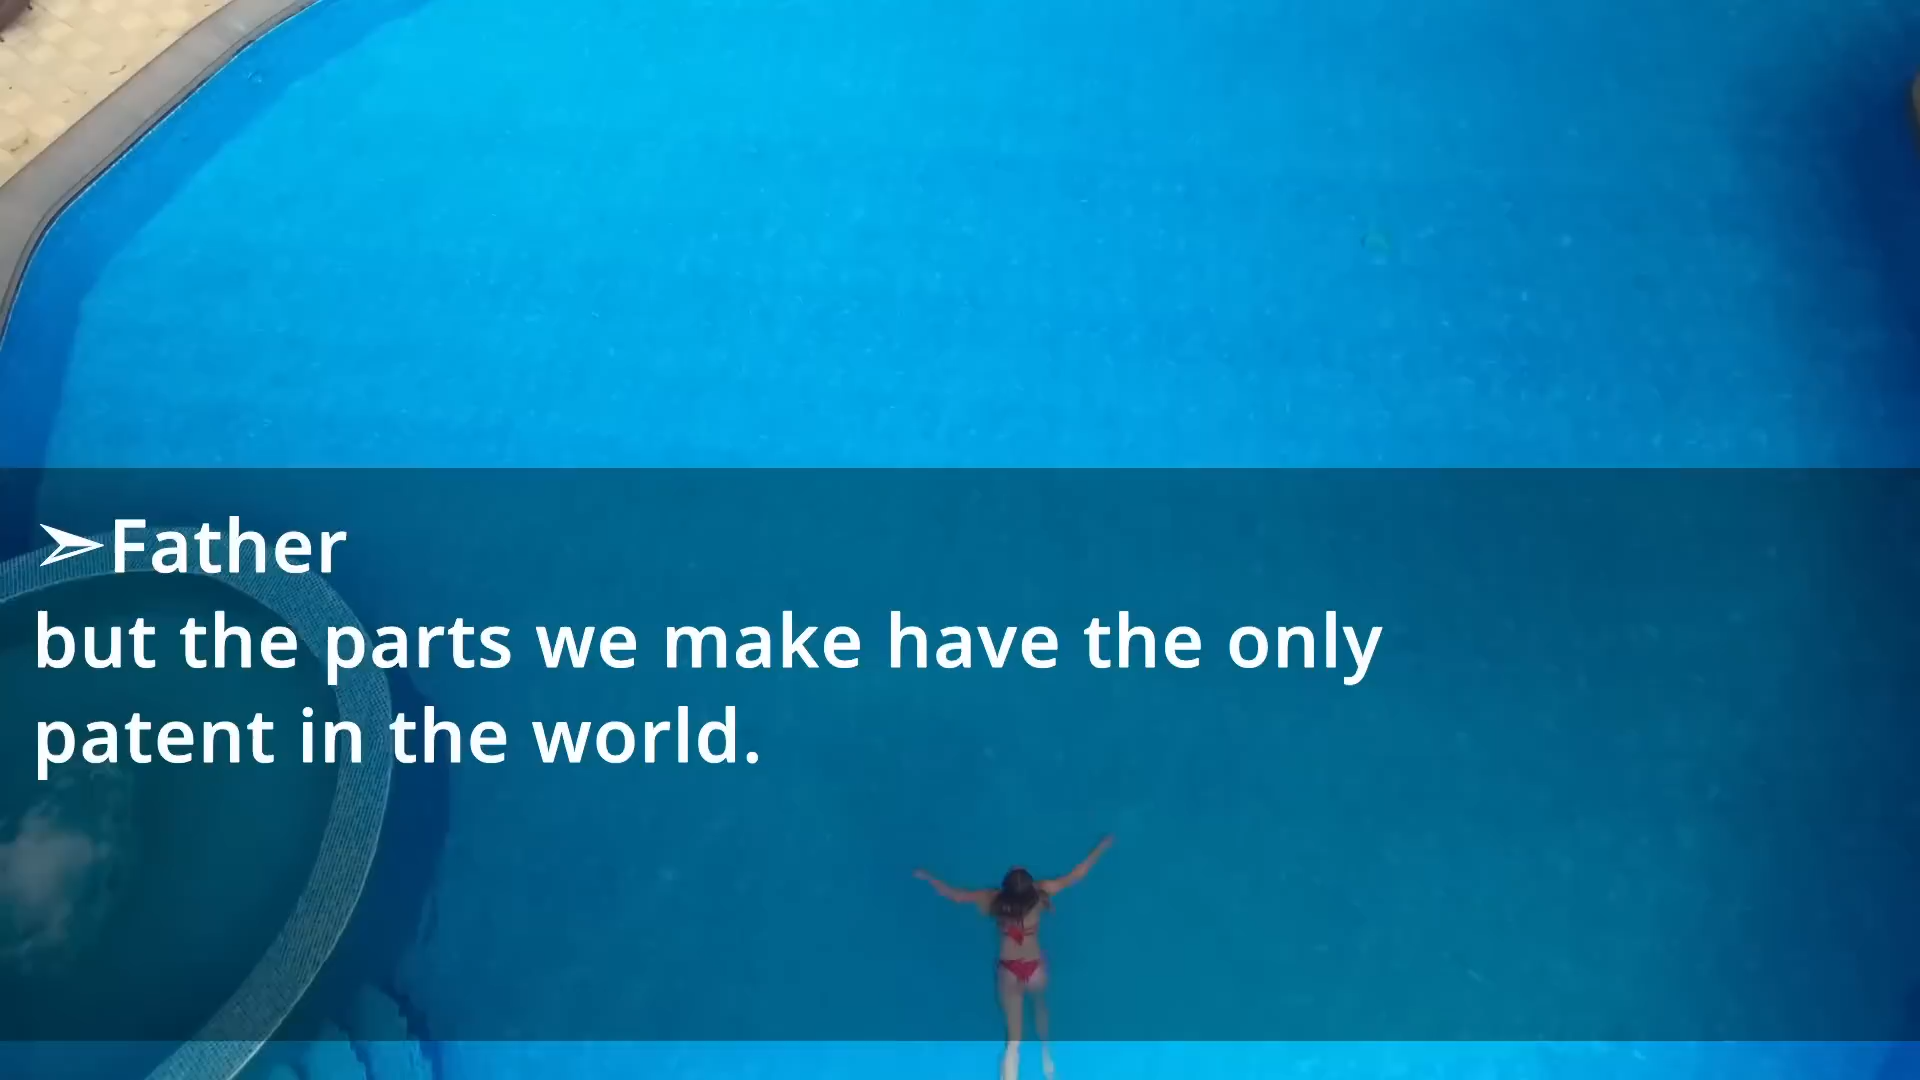 ➢Father
but the parts we make have the only
patent in the world.